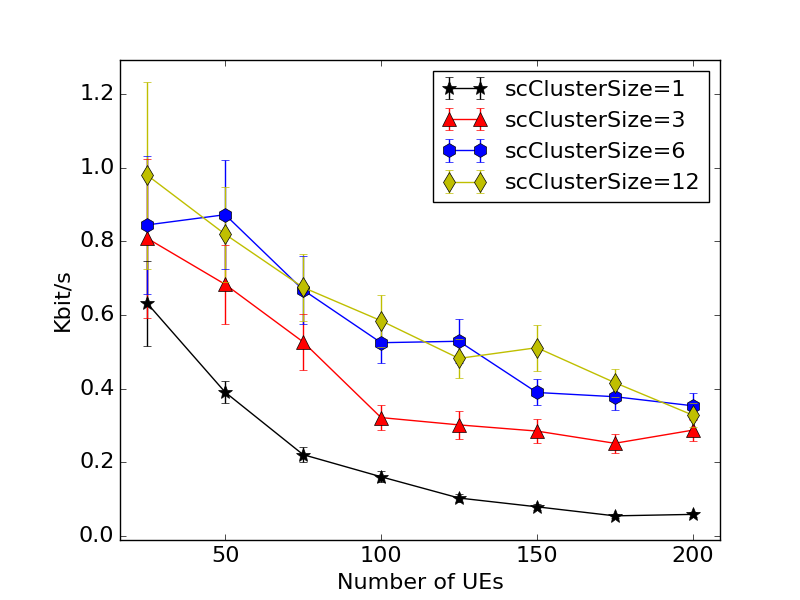 scClusterSize=1
scClusterSize=3
scClusterSize=6
scClusterSize=12
1.2
1.0
0.8
0.6
0.4
0.2
0.0
Kbit/s
50 100 150 200
Number of UEs